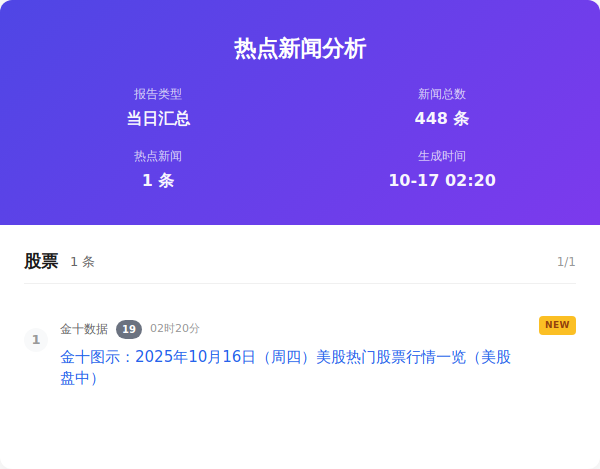 热点新闻分析
报告类型
新闻总数
当日汇总
448 条
热点新闻
生成时间
1 条
10-17 02:20
股票 1 条 1/1
1 金十数据 19 02时20分 NEW
金十图示：2025年10月16日（周四）美股热门股票行情一览（美股
盘中）